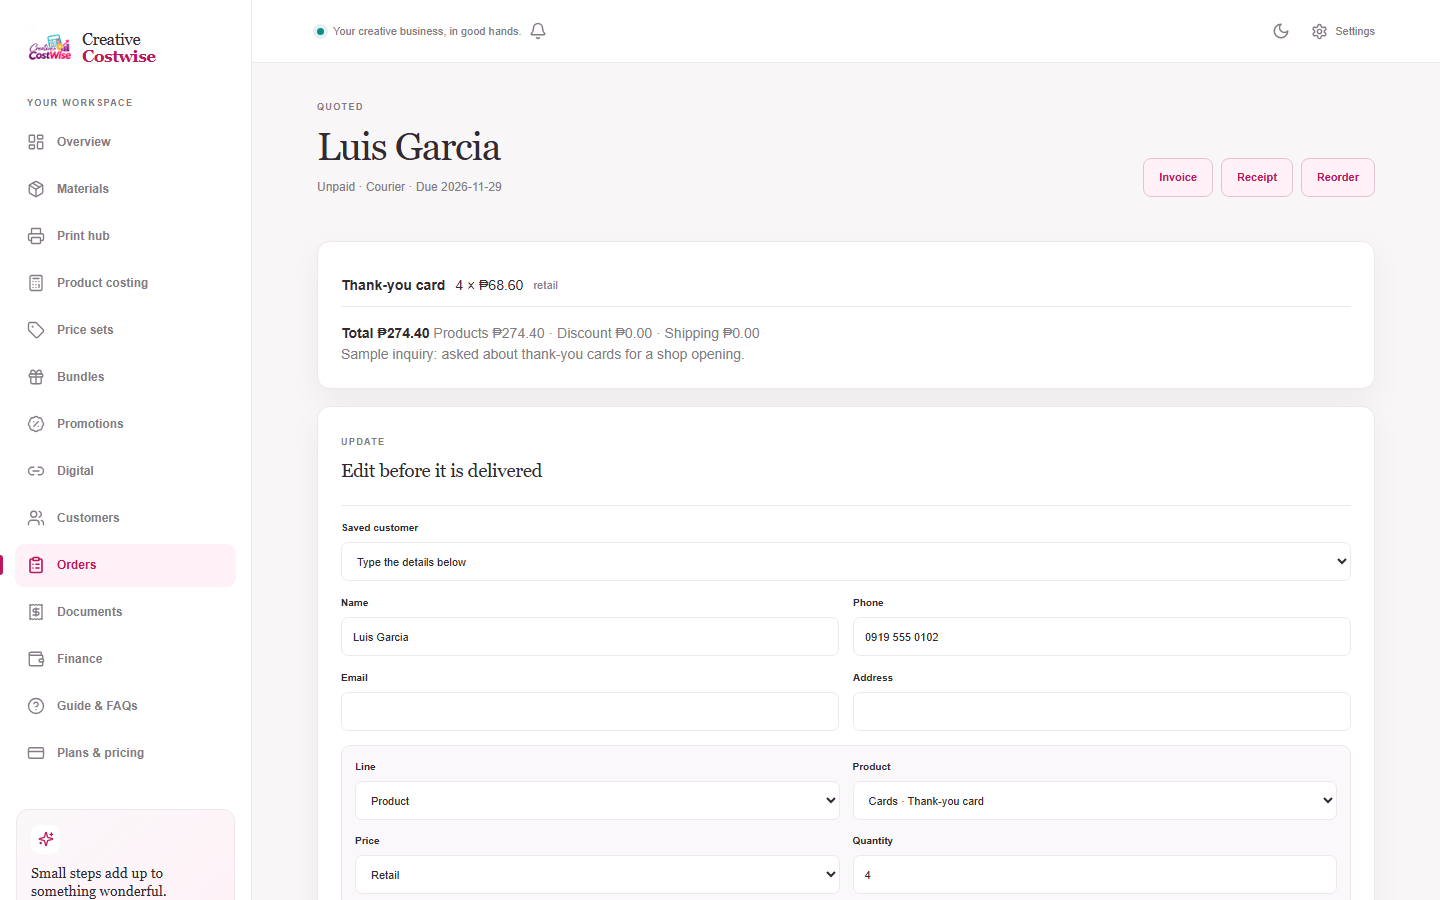 Creative
CostWise
Creative
Costwise
YOUR WORKSPACE
Overview
Materials
Print hub
Product costing
Price sets
Bundles
Promotions
Digital
Customers
Orders
Documents
Finance
Guide & FAQs
Plans & pricing
Small steps add up to
something wonderful.
Your creative business, in good hands.
Settings
QUOTED
Luis Garcia
Unpaid · Courier · Due 2026-11-29
Invoice
Receipt
Reorder
Thank-you card 4 × ₱68.60 retail
Total ₱274.40 Products ₱274.40 · Discount ₱0.00 · Shipping ₱0.00
Sample inquiry: asked about thank-you cards for a shop opening.
UPDATE
Edit before it is delivered
Saved customer
Type the details below
Name
Phone
Luis Garcia
0919 555 0102
Email
Address
Line
Product
Product
Cards · Thank-you card
Price
Quantity
Retail
4